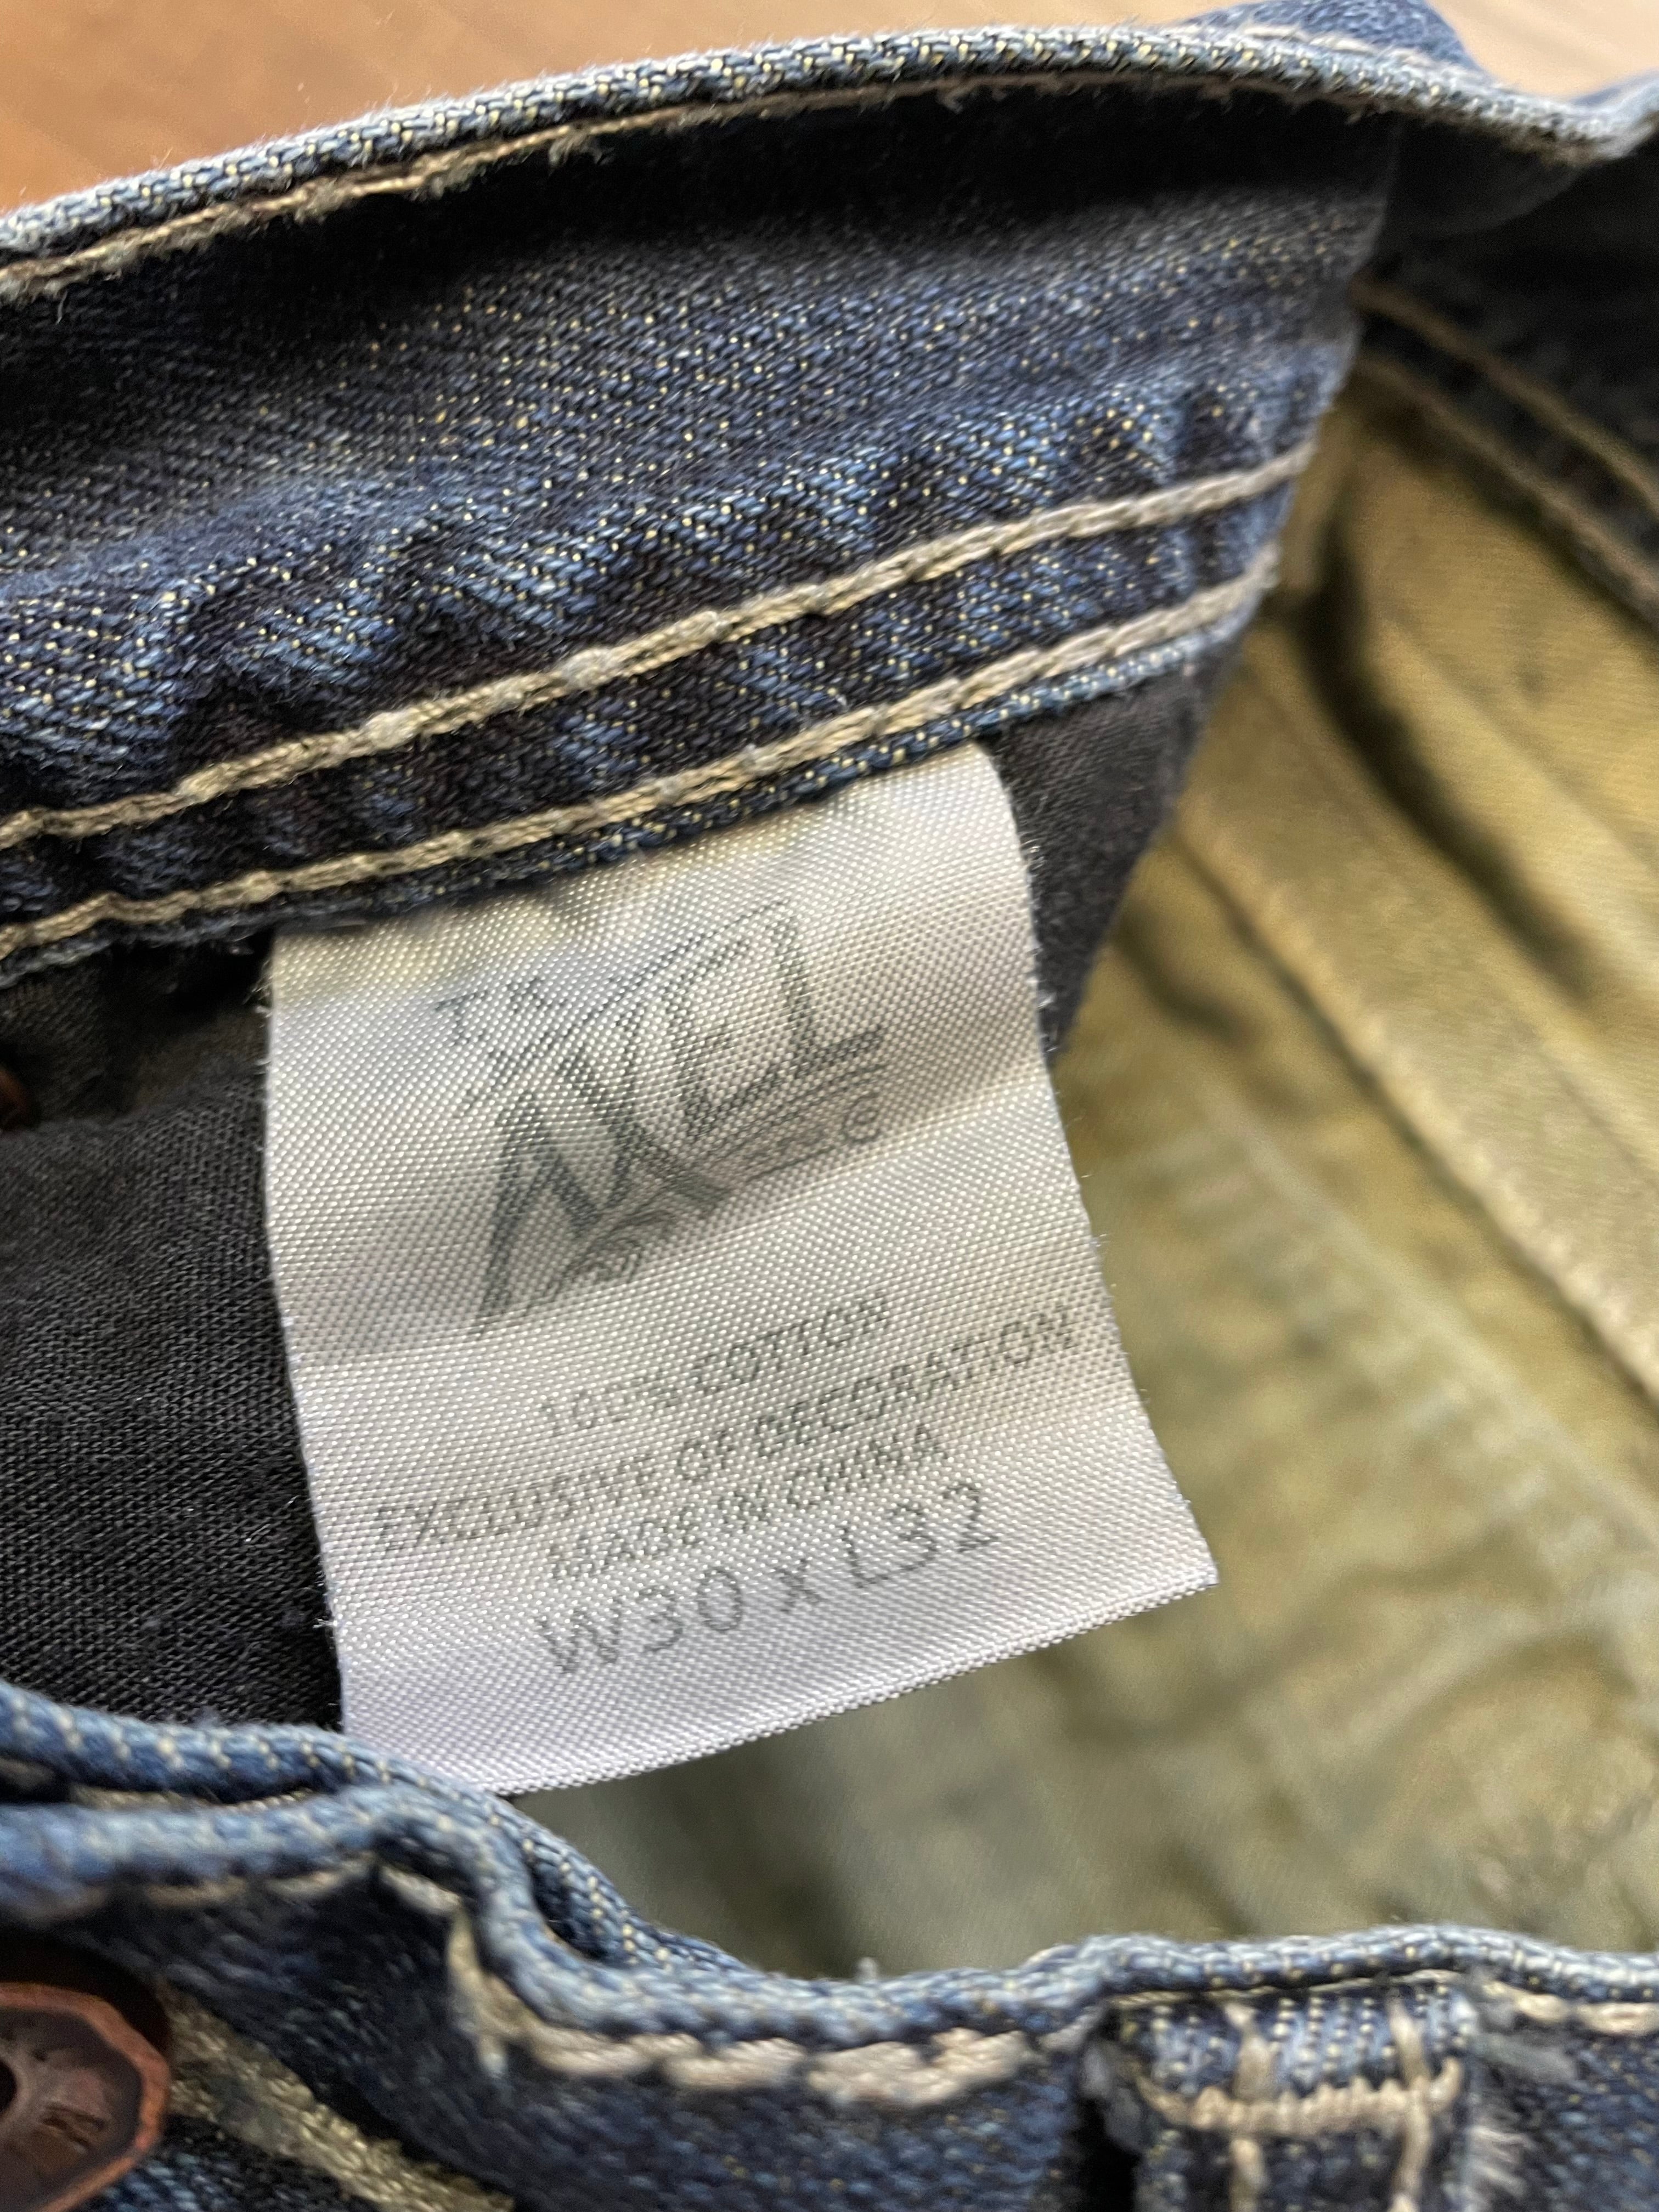 100% COTTON
EXCLUSIVE OF DECORATION
MADE IN CHINA
W30 x L32